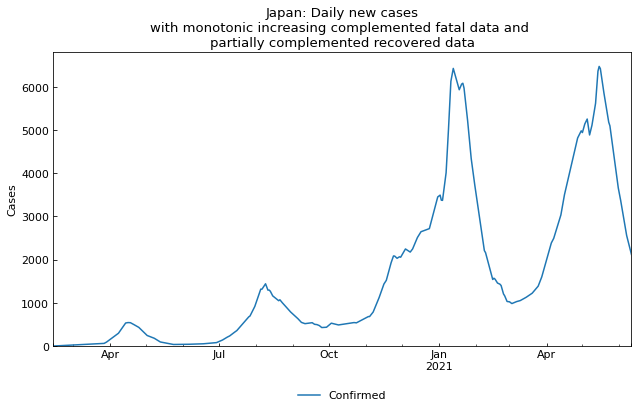 Japan: Daily new cases
with monotonic increasing complemented fatal data and
partially complemented recovered data
6000
5000
4000
3000
2000
1000
0
Cases
Apr
Jul
Oct
Jan
2021
Apr
Confirmed